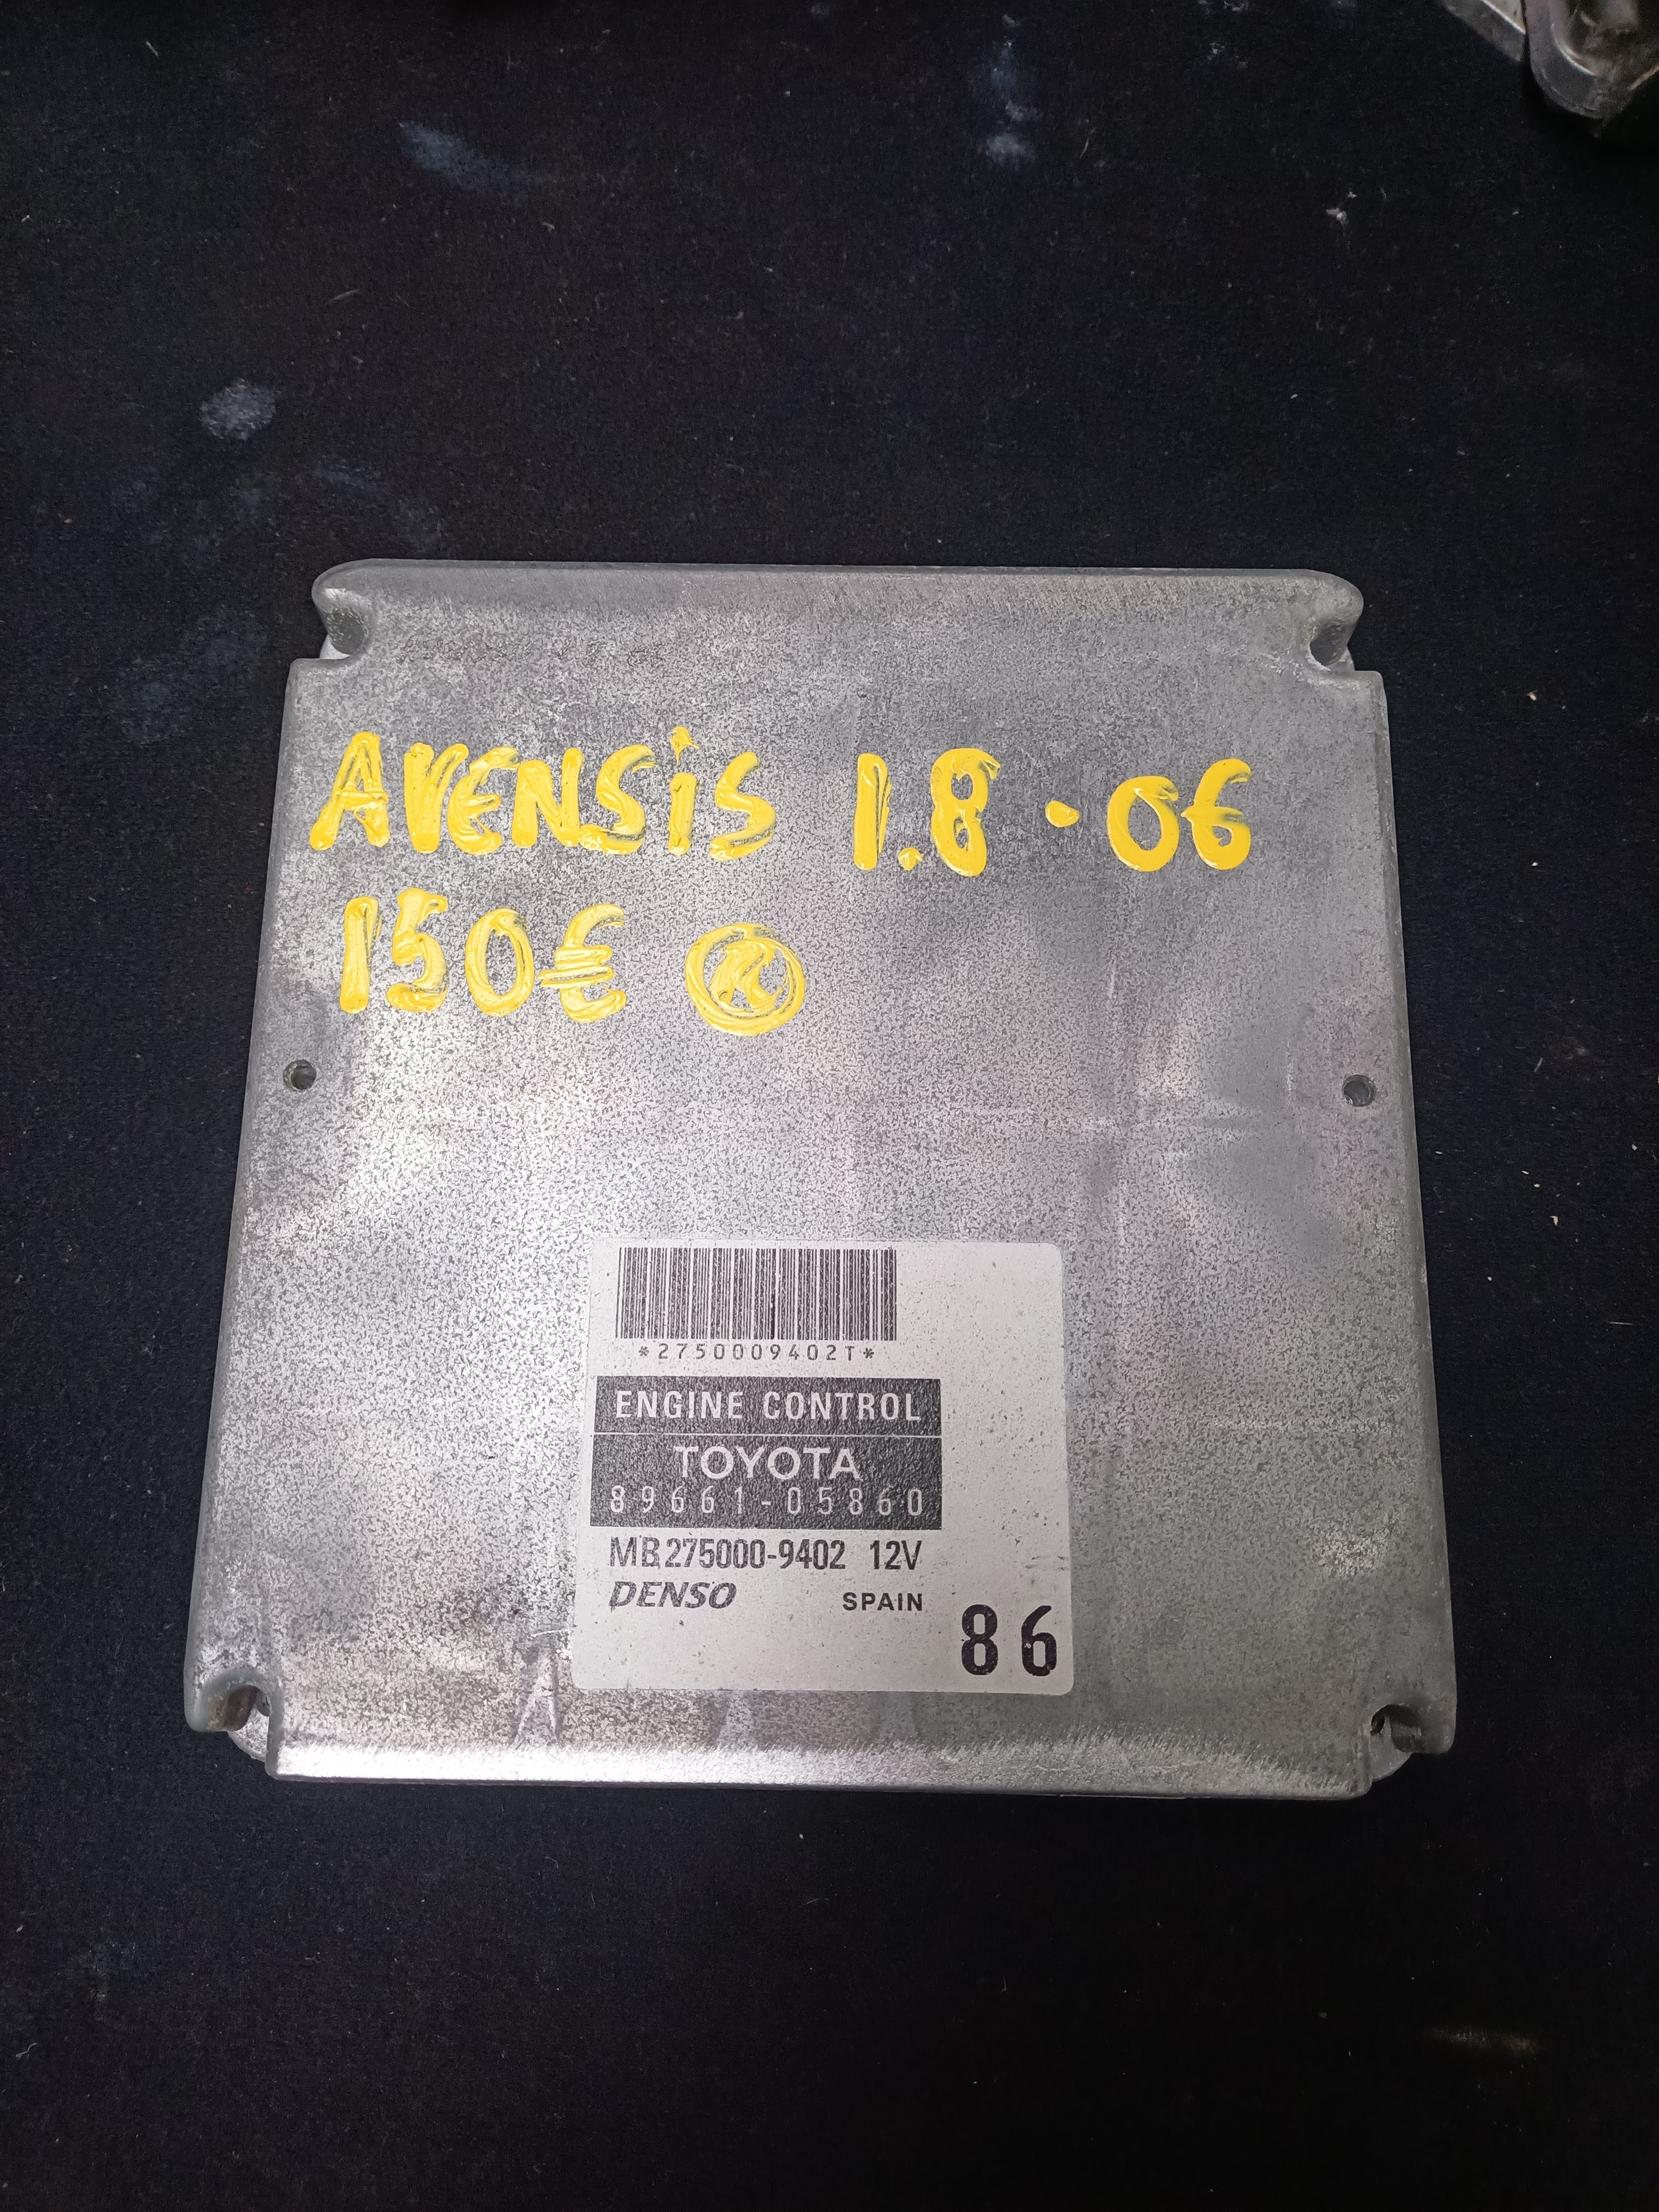 AVENSiS 1.8 · 06
150€ Ⓡ
*2750009402T*
ENGINE CONTROL
TOYOTA
89661-05860
MB275000-9402 12V
DENSO SPAIN
86